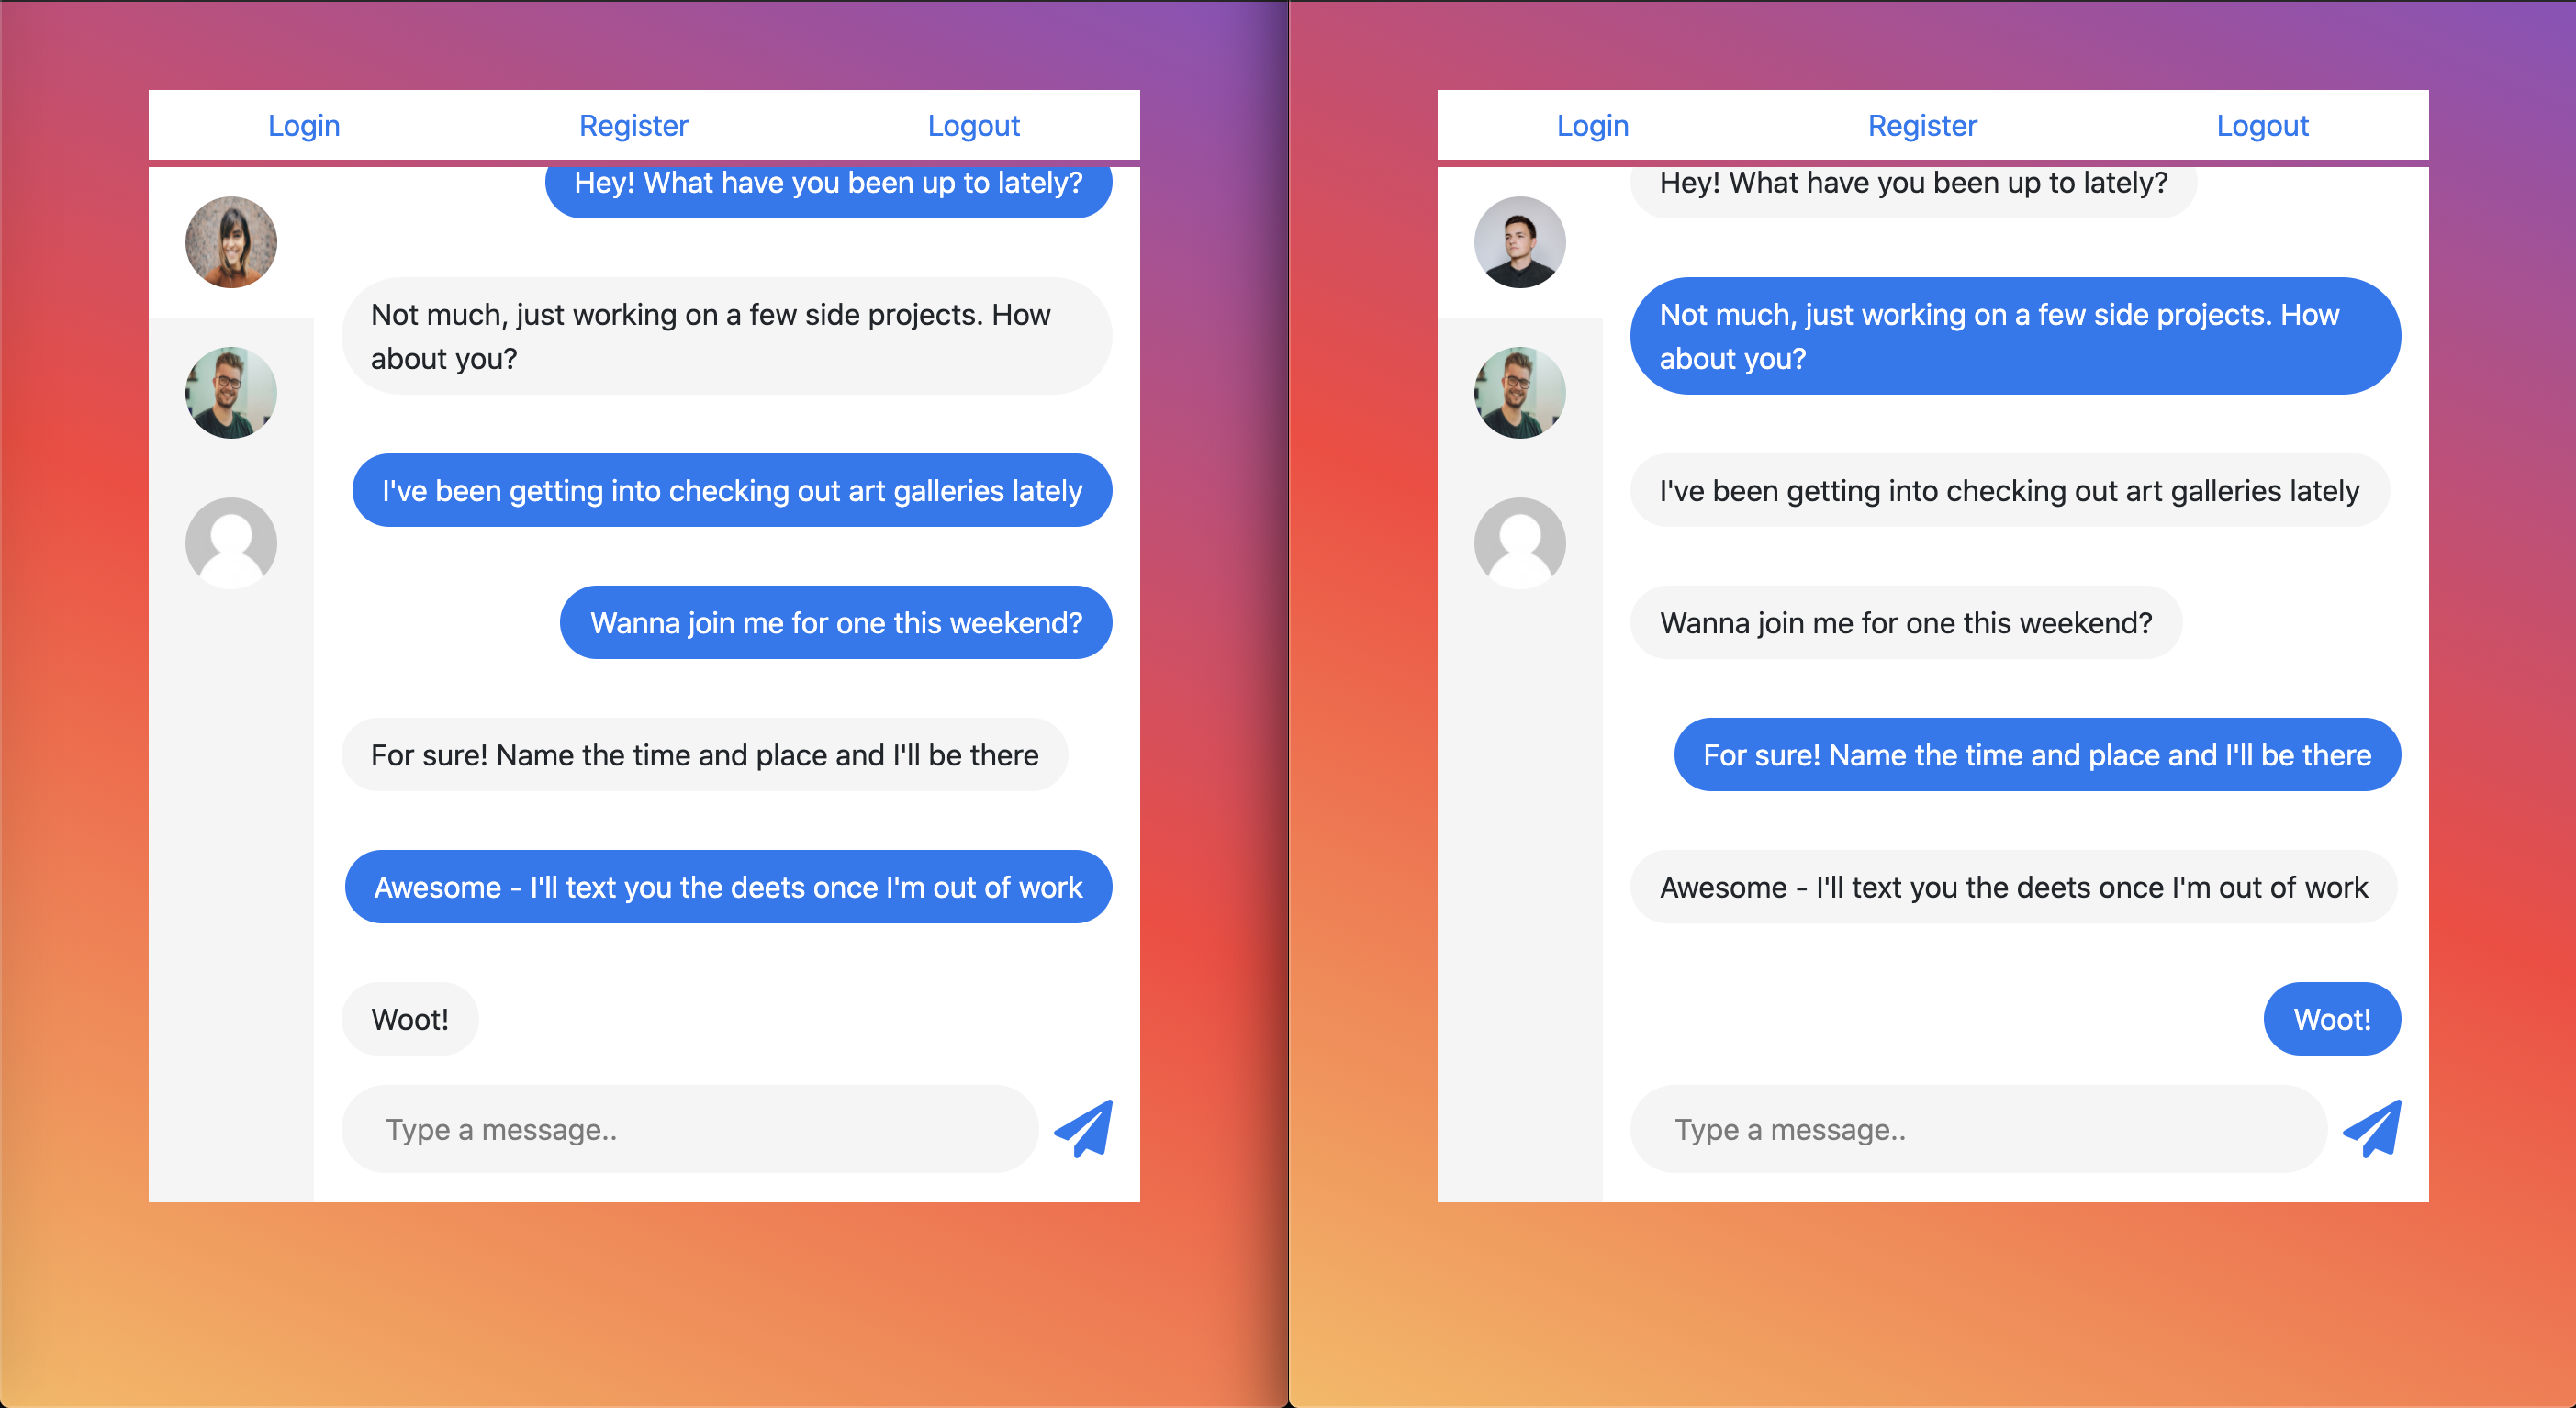 Login Register Logout
Hey! What have you been up to lately?
Not much, just working on a few side projects. How
about you?
I've been getting into checking out art galleries lately
Wanna join me for one this weekend?
For sure! Name the time and place and I'll be there
Awesome - I'll text you the deets once I'm out of work
Woot!
Type a message..
Login Register Logout
Hey! What have you been up to lately?
Not much, just working on a few side projects. How
about you?
I've been getting into checking out art galleries lately
Wanna join me for one this weekend?
For sure! Name the time and place and I'll be there
Awesome - I'll text you the deets once I'm out of work
Woot!
Type a message..